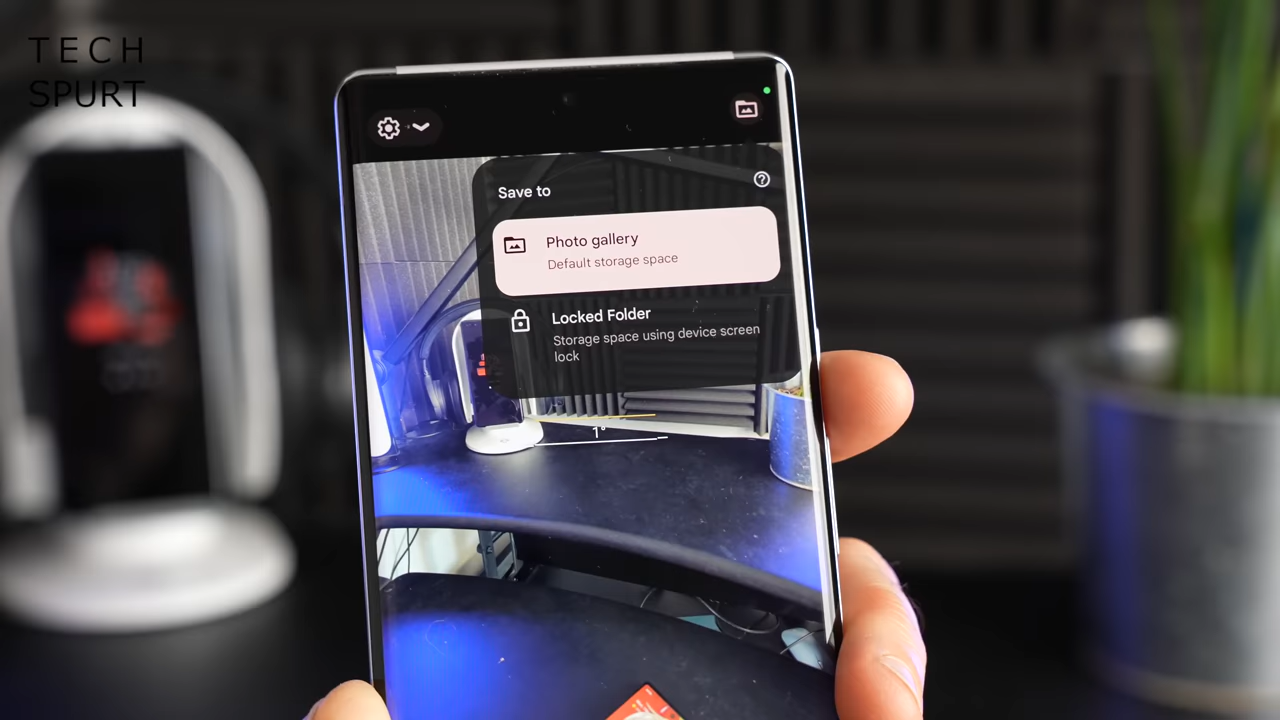 TECH
SPURT
Save to
Photo gallery
Default storage space
Locked Folder
Storage space using device screen
lock
1°